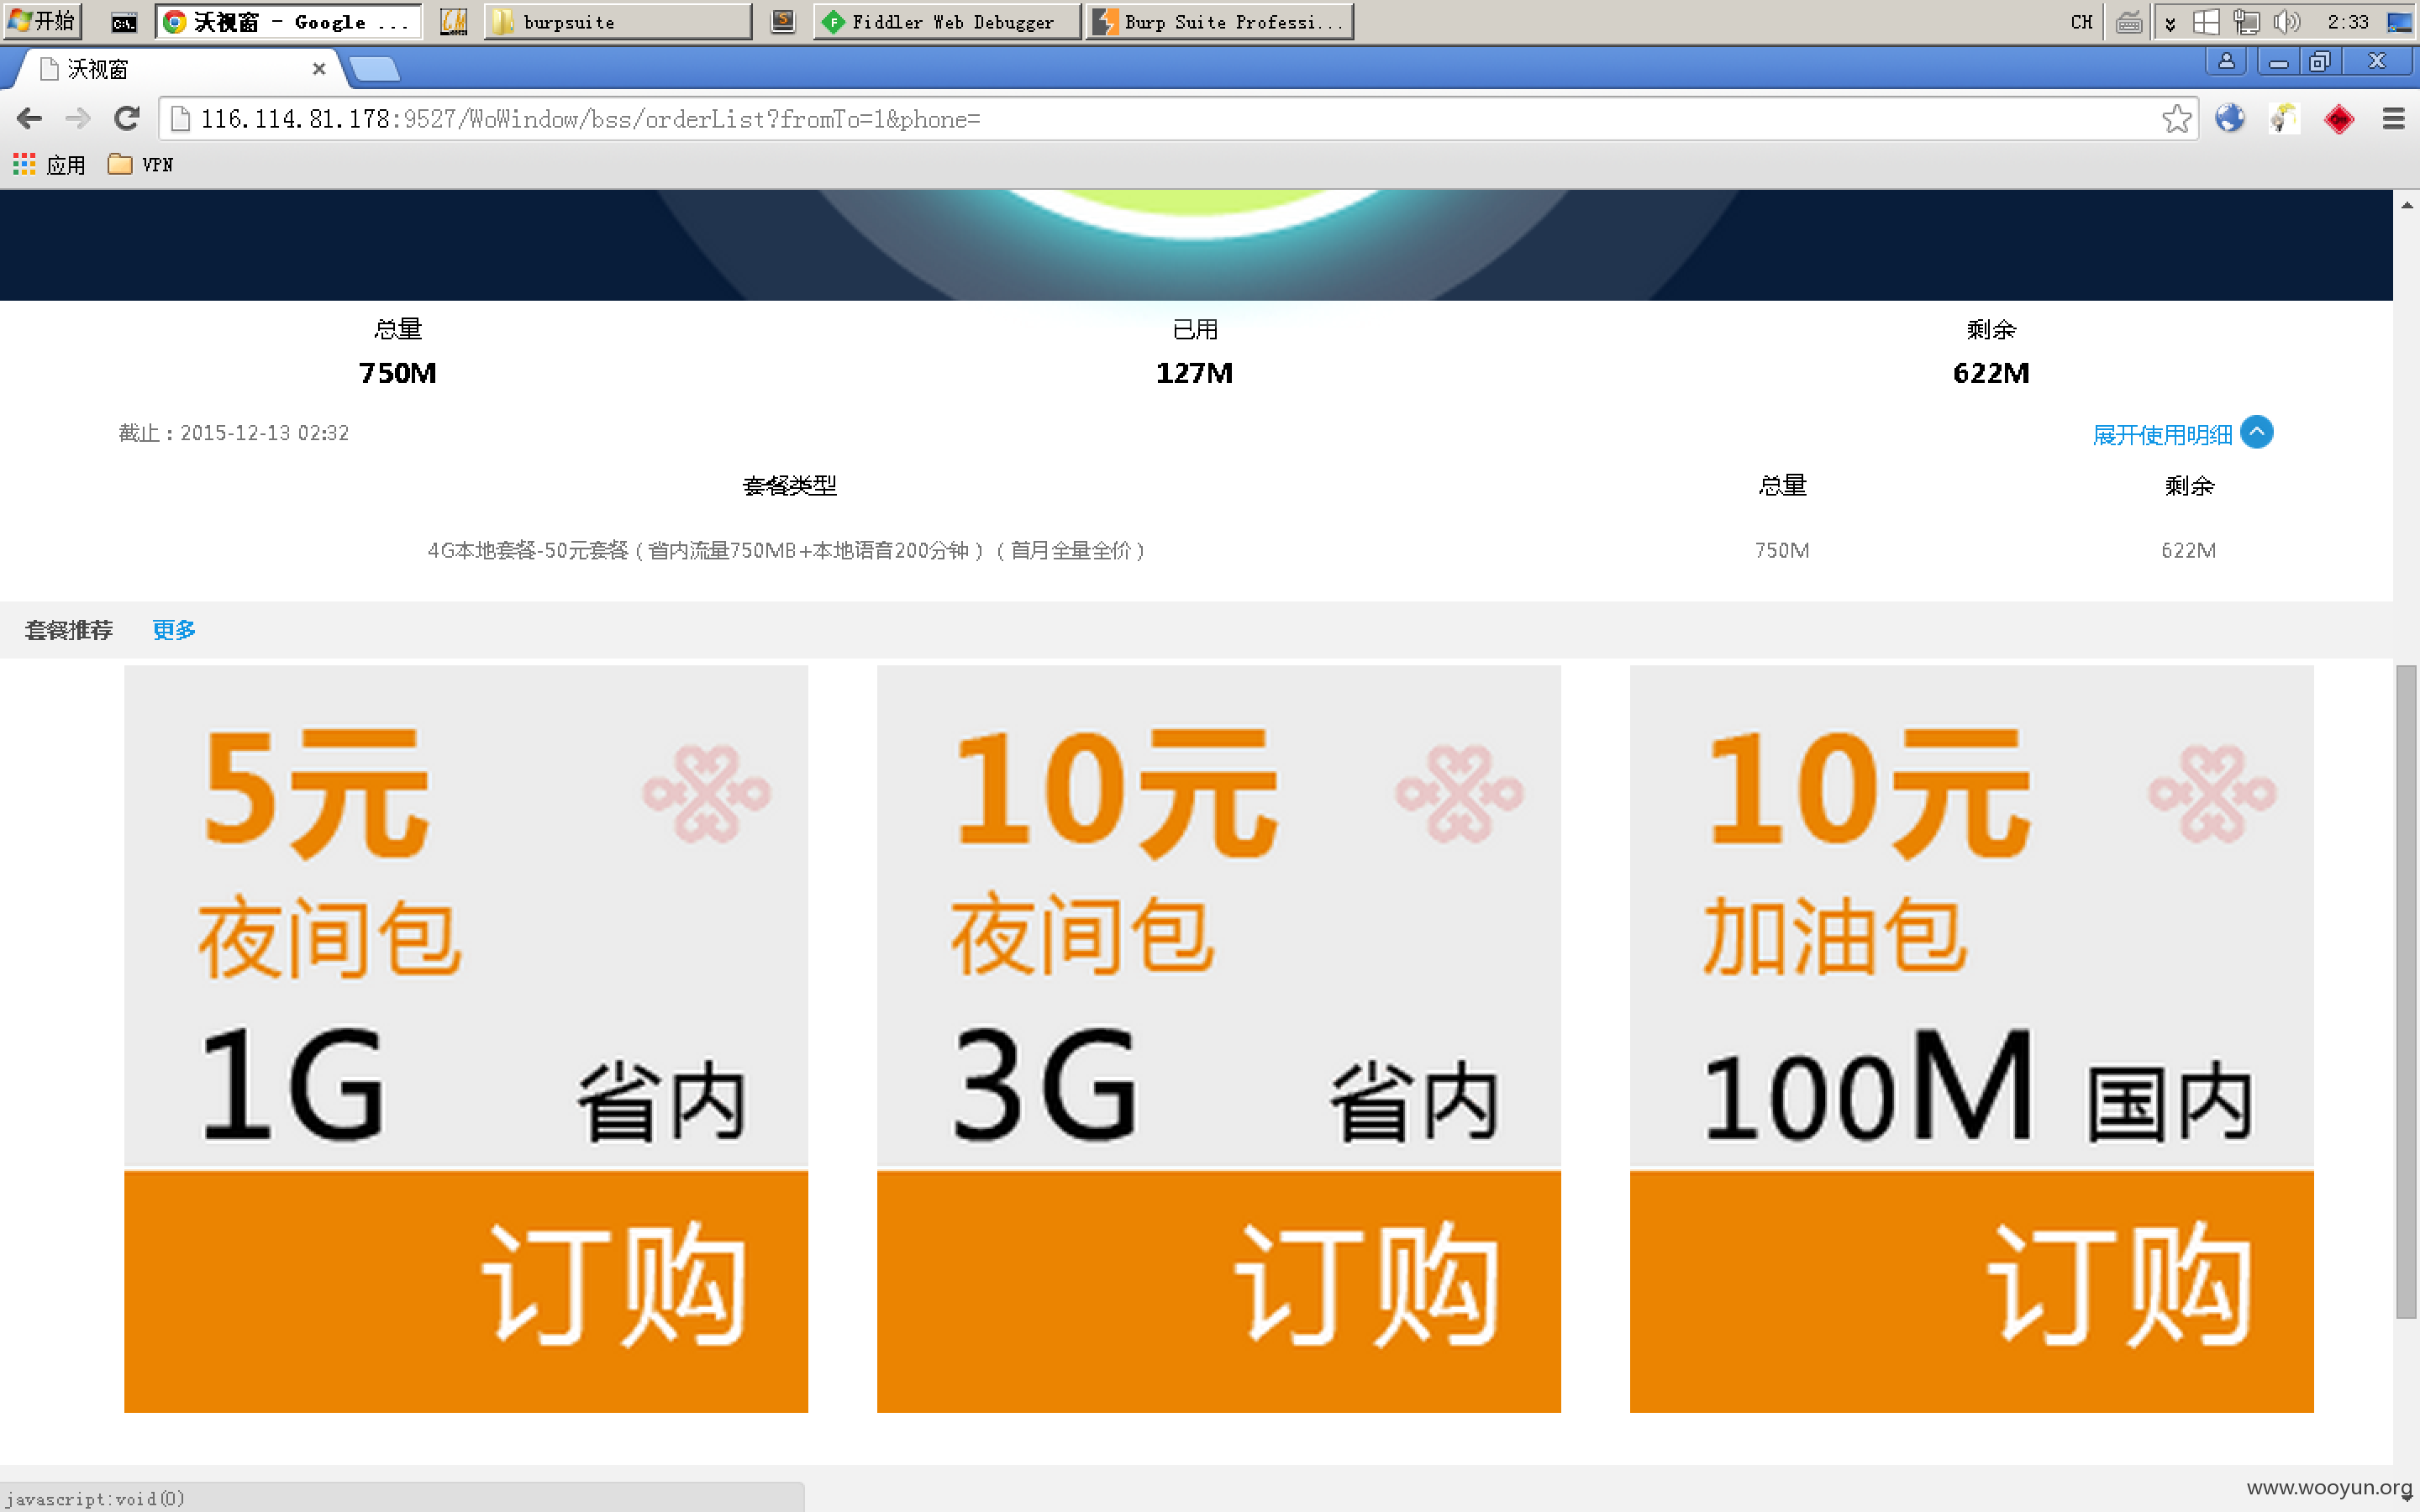 开始
沃视窗 - Google ...
burpsuite
Fiddler Web Debugger
Burp Suite Professi...
CH
2:33
沃视窗
116.114.81.178:9527/WoWindow/bss/orderList?fromTo=1&phone=
应用
VPN
总量 已用 剩余
750M 127M 622M
截止：2015-12-13 02:32
展开使用明细
套餐类型 总量 剩余
4G本地套餐-50元套餐（省内流量750MB+本地语音200分钟）（首月全量全价） 750M 622M
套餐推荐 更多
5元
夜间包
1G 省内
订购
10元
夜间包
3G 省内
订购
10元
加油包
100M 国内
订购
javascript:void(0)
www.wooyun.org